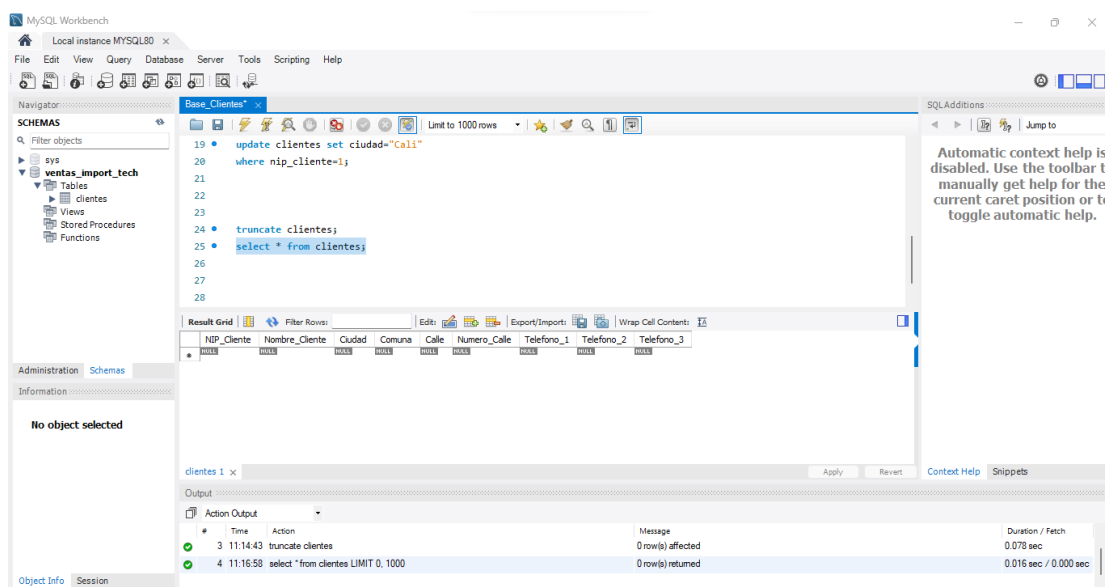 MySQL Workbench
Local instance MYSQL80 ×
File Edit View Query Database Server Tools Scripting Help
Navigator
SCHEMAS
Filter objects
sys
ventas_import_tech
Tables
clientes
Views
Stored Procedures
Functions
Administration Schemas
Information
No object selected
Object Info Session
Base_Clientes* ×
Limit to 1000 rows
19 update clientes set ciudad="Cali"
20 where nip_cliente=1;
21
22
23
24 truncate clientes;
25 select * from clientes;
26
27
28
Result Grid Filter Rows: Edit: Export/Import: Wrap Cell Content:
NIP_Cliente Nombre_Cliente Ciudad Comuna Calle Numero_Calle Telefono_1 Telefono_2 Telefono_3
NULL NULL NULL NULL NULL NULL NULL NULL NULL
clientes 1 × Apply Revert
Output
Action Output
# Time Action Message Duration / Fetch
3 11:14:43 truncate clientes 0 row(s) affected 0.078 sec
4 11:16:58 select * from clientes LIMIT 0, 1000 0 row(s) returned 0.016 sec / 0.000 sec
SQLAdditions
Jump to
Automatic context help is
disabled. Use the toolbar t
manually get help for the
current caret position or to
toggle automatic help.
Context Help Snippets